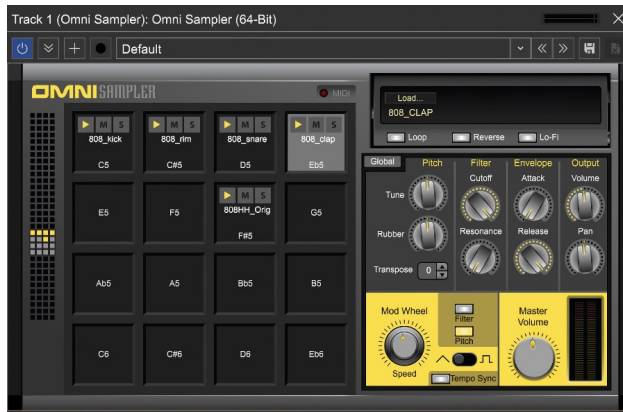 Track 1 (Omni Sampler): Omni Sampler (64-Bit)
Default
OMNISAMPLER
MIDI
M S M S M S M S
808_kick 808_rim 808_snare 808_clap
C5 C#5 D5 Eb5
M S
808HH_Orig
E5 F5 F#5 G5
Ab5 A5 Bb5 B5
C6 C#6 D6 Eb6
Load...
808_CLAP
Loop Reverse Lo-Fi
Global Pitch Filter Envelope Output
Cutoff Attack Volume
Tune
Resonance Release Pan
Rubber
Transpose 0
Mod Wheel Filter Master
Volume
Pitch
Speed Tempo Sync